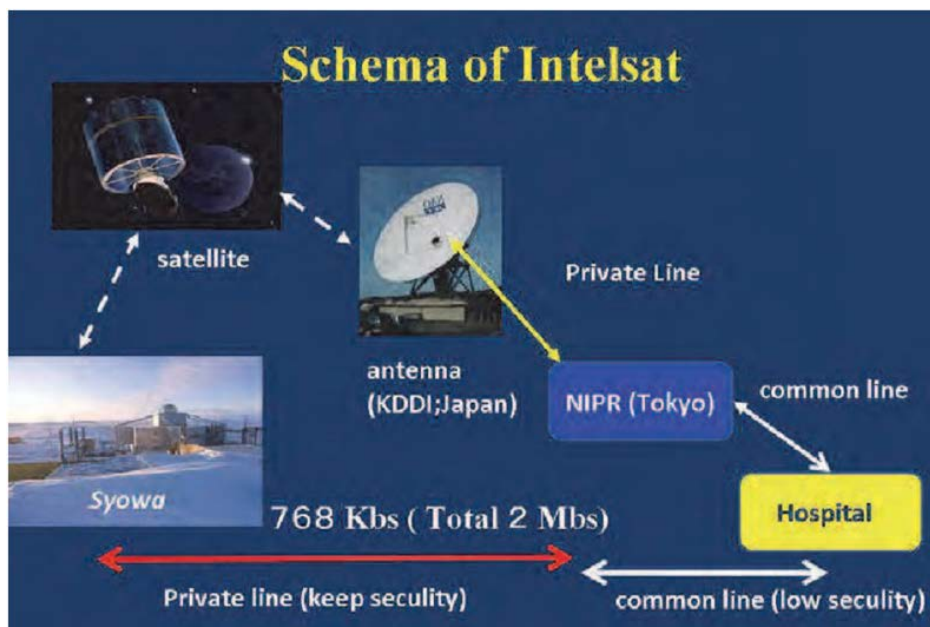 Schema of Intelsat
satellite
Private Line
antenna
(KDDI;Japan)
NIPR (Tokyo)
common line
Syowa
768 Kbs ( Total 2 Mbs)
Hospital
Private line (keep seculity)
common line (low seculity)